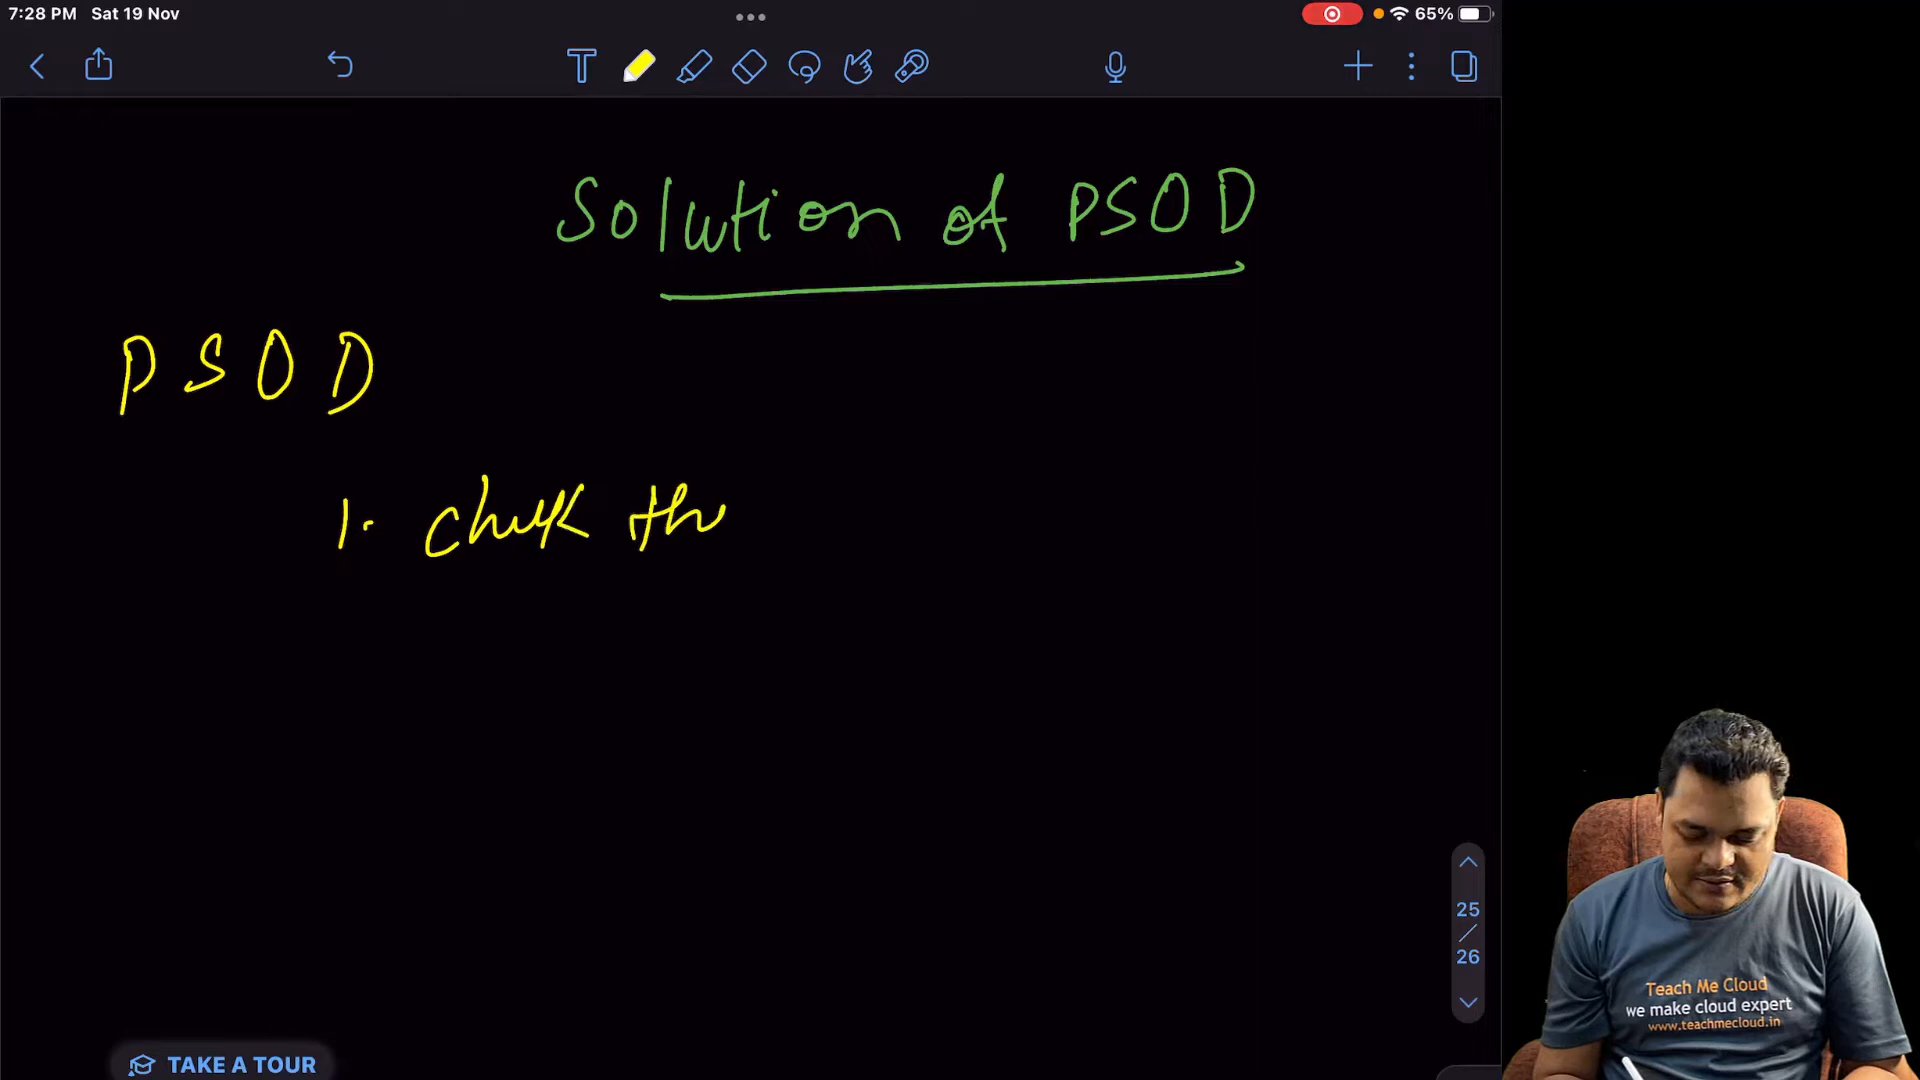 7:28 PM Sat 19 Nov
65%
T
Solution of PSOD
PSOD
1. Check the
25
/
26
Teach Me Cloud
we make cloud expert
www.teachmecloud.in
TAKE A TOUR